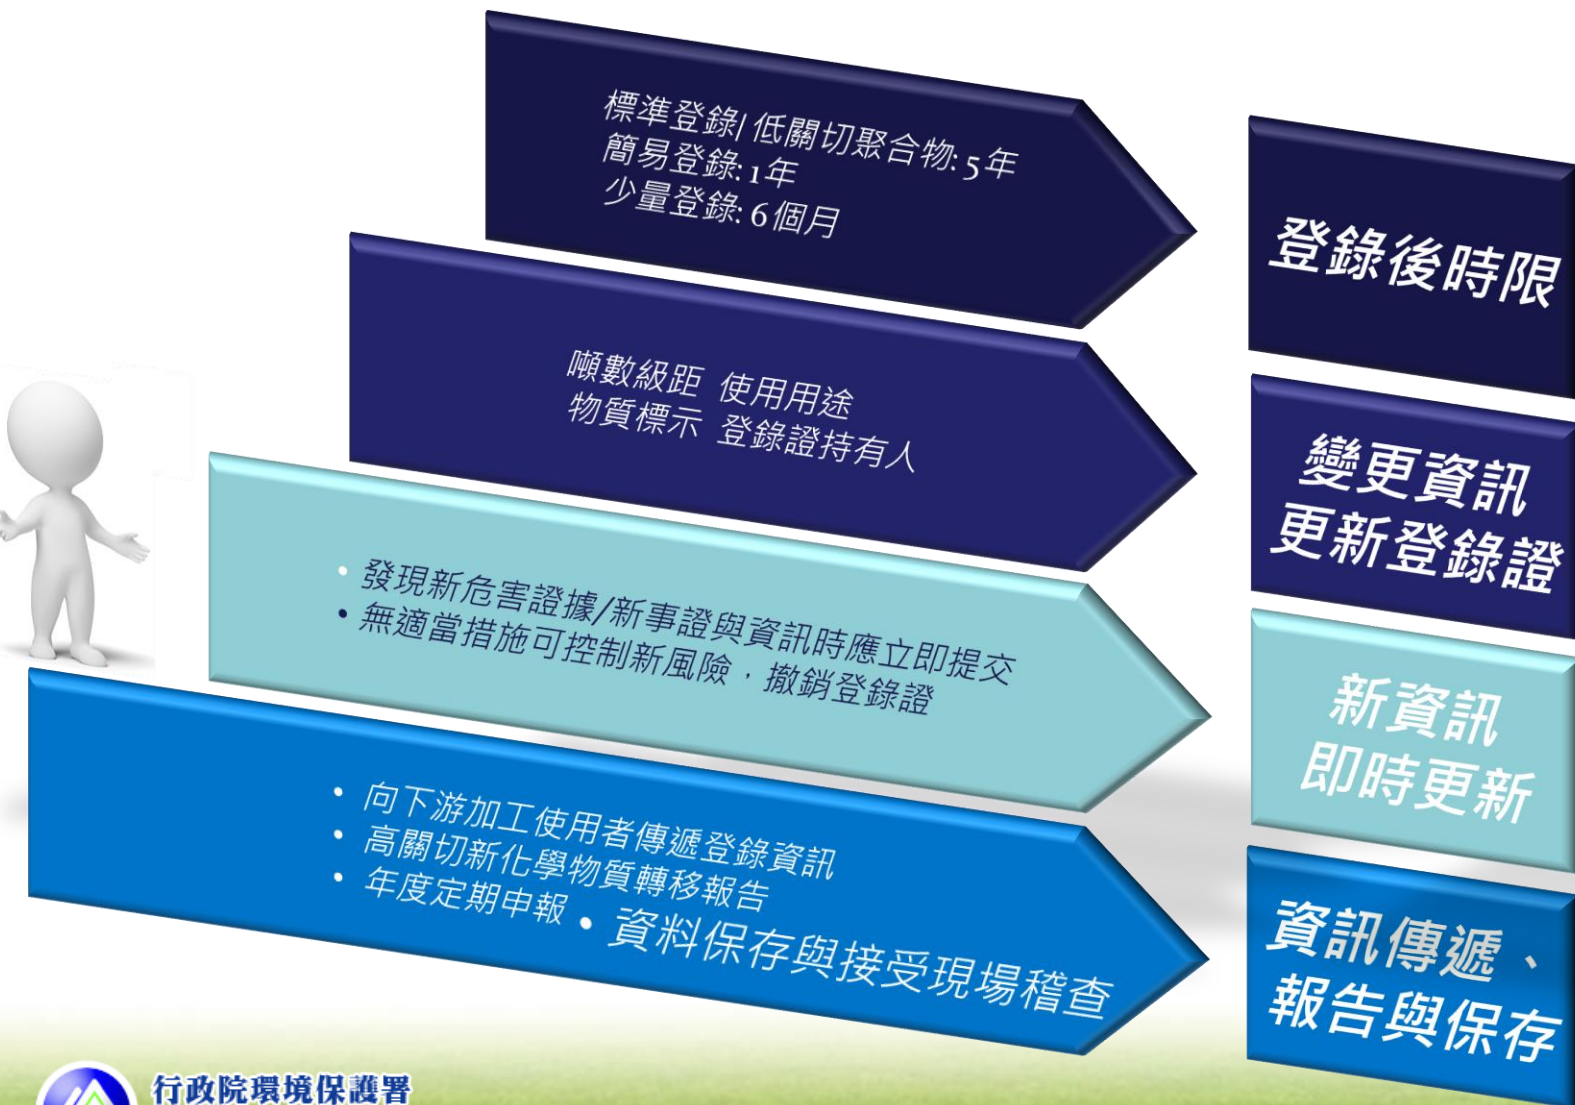 標準登錄/ 低關切聚合物: 5年
簡易登錄: 1年
少量登錄: 6個月
登錄後時限
噸數級距 使用用途
物質標示 登錄證持有人
變更資訊
更新登錄證
• 發現新危害證據/新事證與資訊時應立即提交
• 無適當措施可控制新風險，撤銷登錄證
新資訊
即時更新
• 向下游加工使用者傳遞登錄資訊
• 高關切新化學物質轉移報告
• 年度定期申報 • 資料保存與接受現場稽查
資訊傳遞、
報告與保存
行政院環境保護署